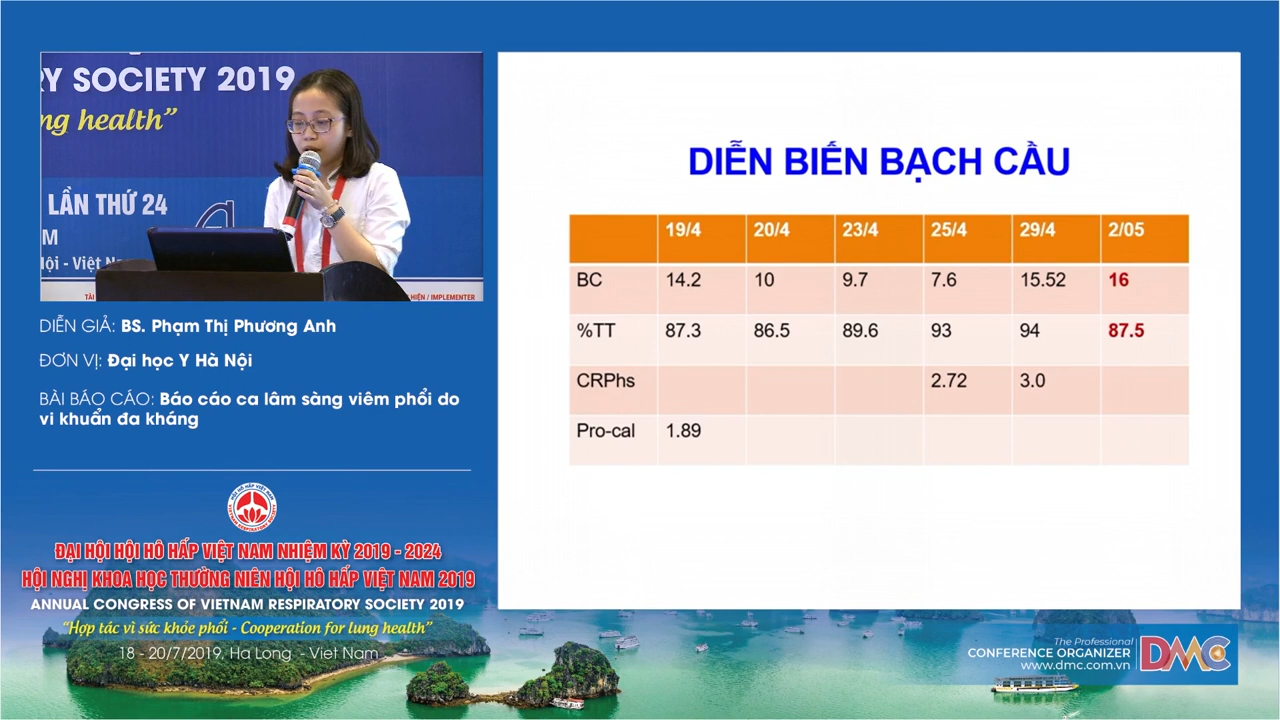 RY SOCIETY 2019
ng health”
LẦN THỨ 24
DIỄN GIẢ: BS. Phạm Thị Phương Anh
ĐƠN VỊ: Đại học Y Hà Nội
BÀI BÁO CÁO: Báo cáo ca lâm sàng viêm phổi do
vi khuẩn đa kháng
ĐẠI HỘI HỘI HÔ HẤP VIỆT NAM NHIỆM KỲ 2019 - 2024
HỘI NGHỊ KHOA HỌC THƯỜNG NIÊN HỘI HÔ HẤP VIỆT NAM 2019
ANNUAL CONGRESS OF VIETNAM RESPIRATORY SOCIETY 2019
“Hợp tác vì sức khỏe phổi - Cooperation for lung health”
18 - 20/7/2019, Ha Long - Viet Nam
DIỄN BIẾN BẠCH CẦU
19/4 20/4 23/4 25/4 29/4 2/05
BC 14.2 10 9.7 7.6 15.52 16
%TT 87.3 86.5 89.6 93 94 87.5
CRPhs 2.72 3.0
Pro-cal 1.89
The Professional
CONFERENCE ORGANIZER
www.dmc.com.vn
DMC